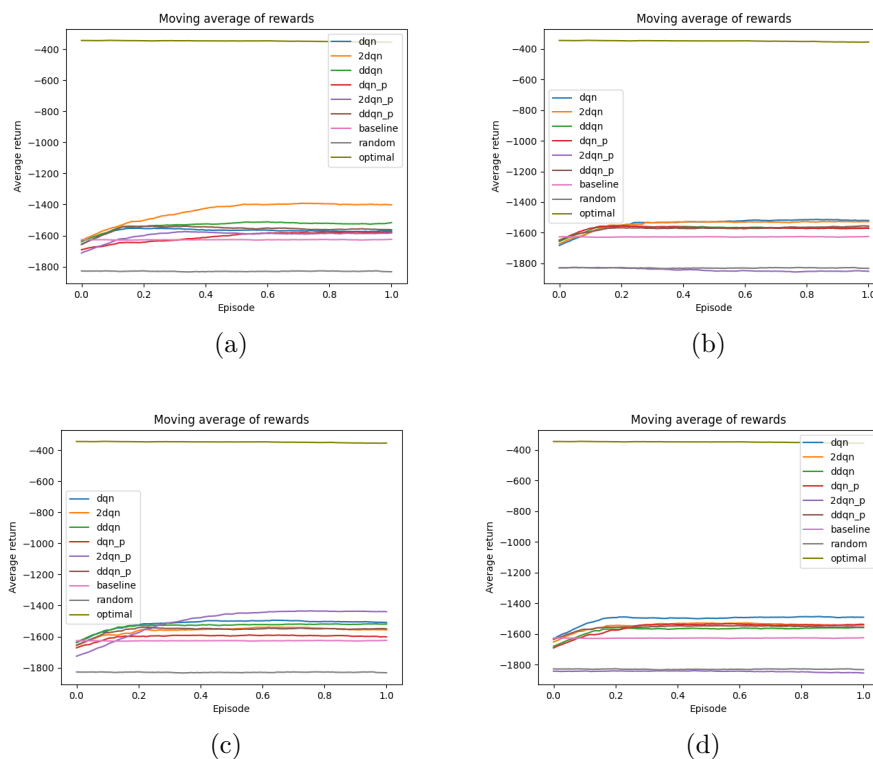 Moving average of rewards
−400
−600
−800
−1000
−1200
−1400
−1600
−1800
Average return
0.0 0.2 0.4 0.6 0.8 1.0
Episode
dqn
2dqn
ddqn
dqn_p
2dqn_p
ddqn_p
baseline
random
optimal
(a)
Moving average of rewards
−400
−600
−800
−1000
−1200
−1400
−1600
−1800
Average return
0.0 0.2 0.4 0.6 0.8 1.0
Episode
dqn
2dqn
ddqn
dqn_p
2dqn_p
ddqn_p
baseline
random
optimal
(b)
Moving average of rewards
−400
−600
−800
−1000
−1200
−1400
−1600
−1800
Average return
0.0 0.2 0.4 0.6 0.8 1.0
Episode
dqn
2dqn
ddqn
dqn_p
2dqn_p
ddqn_p
baseline
random
optimal
(c)
Moving average of rewards
−400
−600
−800
−1000
−1200
−1400
−1600
−1800
Average return
0.0 0.2 0.4 0.6 0.8 1.0
Episode
dqn
2dqn
ddqn
dqn_p
2dqn_p
ddqn_p
baseline
random
optimal
(d)